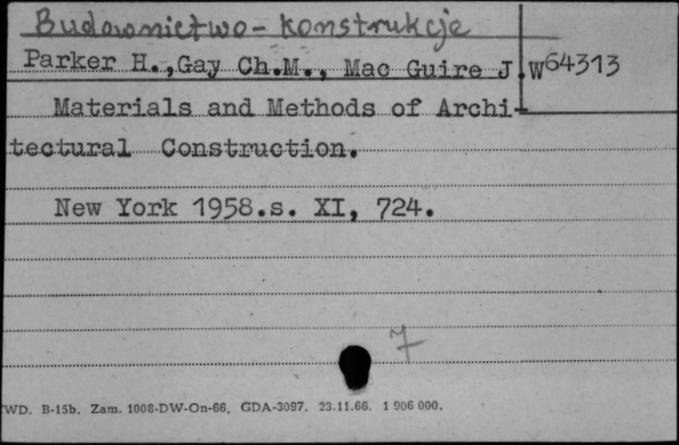 Budownictwo - konstrukcje
Parker H.,Gay Ch.M., Mac Guire J.W64313
Materials and Methods of Archi-
tectural Construction.
New York 1958.s. XI, 724.
7
WD. B-15b. Zam. 1008-DW-On-66. GDA-3097. 23.11.66. 1 906 000.